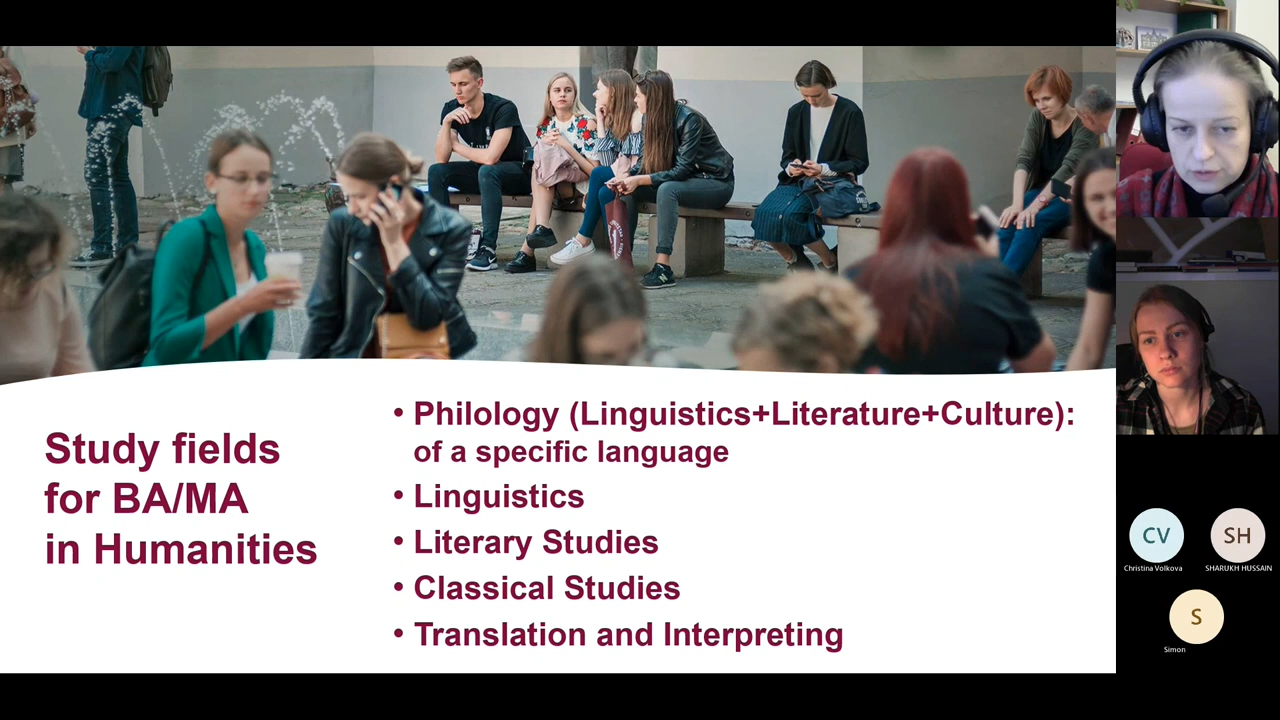 Study fields
for BA/MA
in Humanities
• Philology (Linguistics+Literature+Culture):
of a specific language
• Linguistics
• Literary Studies
• Classical Studies
• Translation and Interpreting
CV
Christina Volkova
SH
SHARUKH HUSSAIN
S
Simon